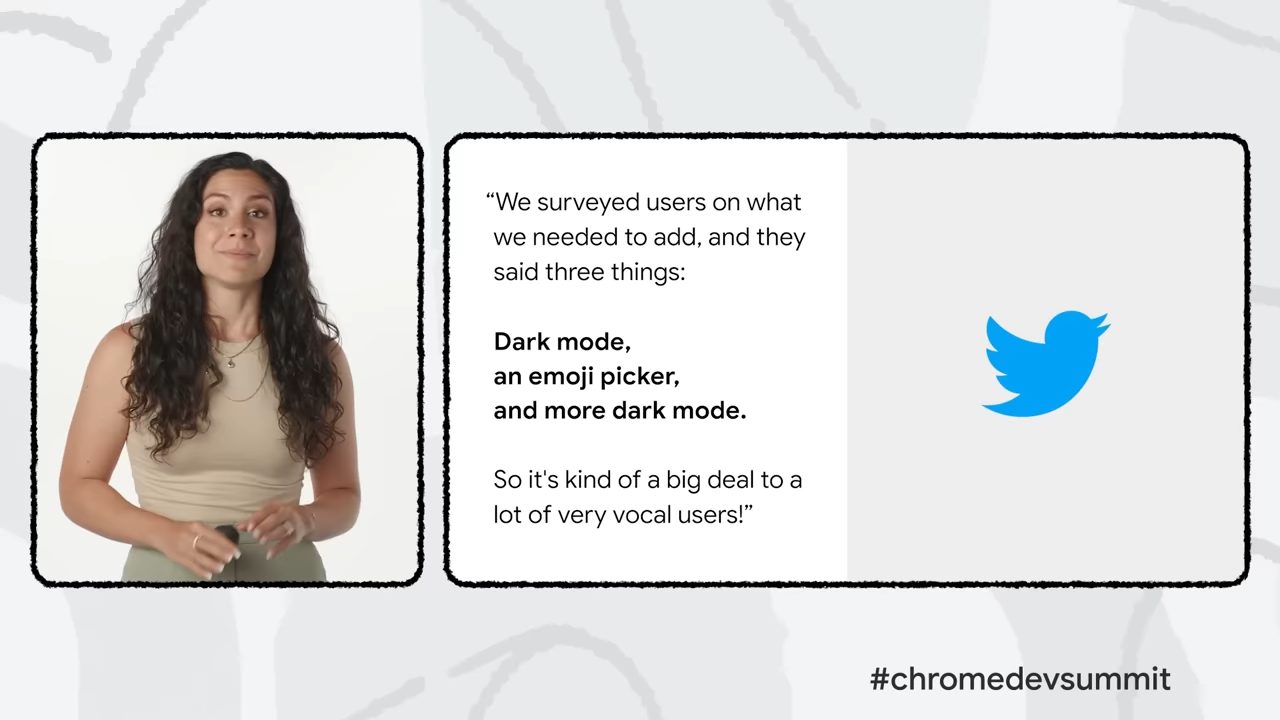 “We surveyed users on what
we needed to add, and they
said three things:
Dark mode,
an emoji picker,
and more dark mode.
So it's kind of a big deal to a
lot of very vocal users!”
#chromedevsummit